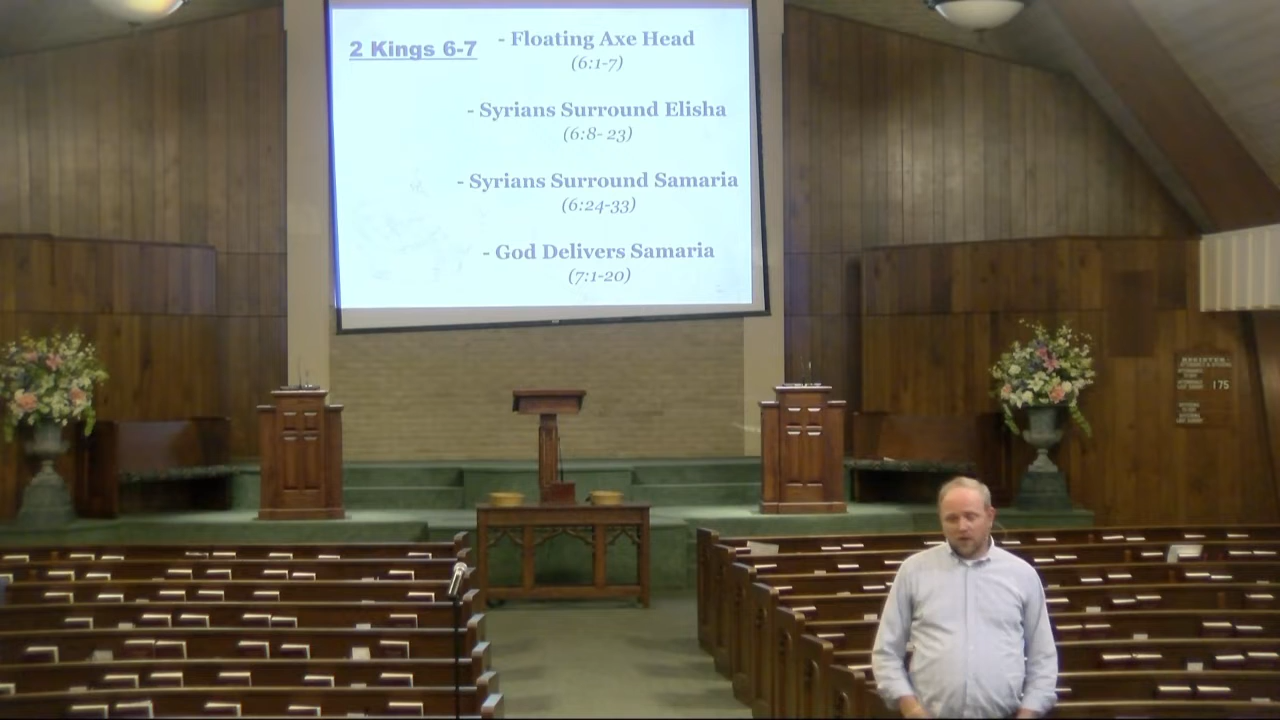 2 Kings 6-7
- Floating Axe Head
(6:1-7)
- Syrians Surround Elisha
(6:8- 23)
- Syrians Surround Samaria
(6:24-33)
- God Delivers Samaria
(7:1-20)
REGISTER
175